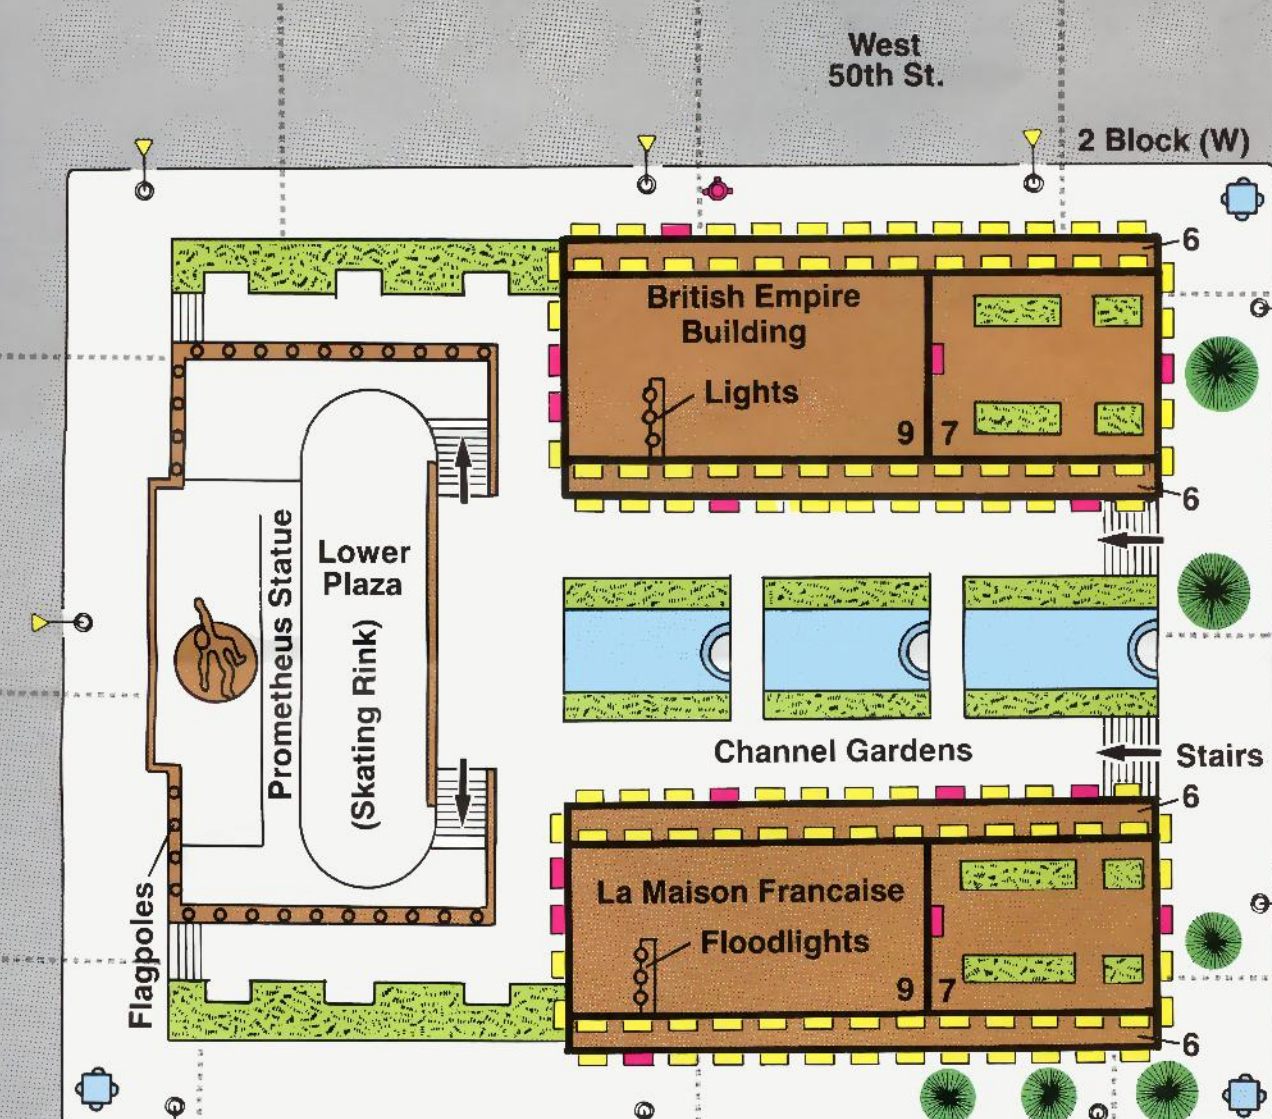 West
50th St.
2 Block (W)
6
British Empire
Building
Lights
9
7
6
Prometheus Statue
Lower
Plaza
(Skating Rink)
Channel Gardens
Stairs
6
La Maison Francaise
Floodlights
9
7
Flagpoles
6